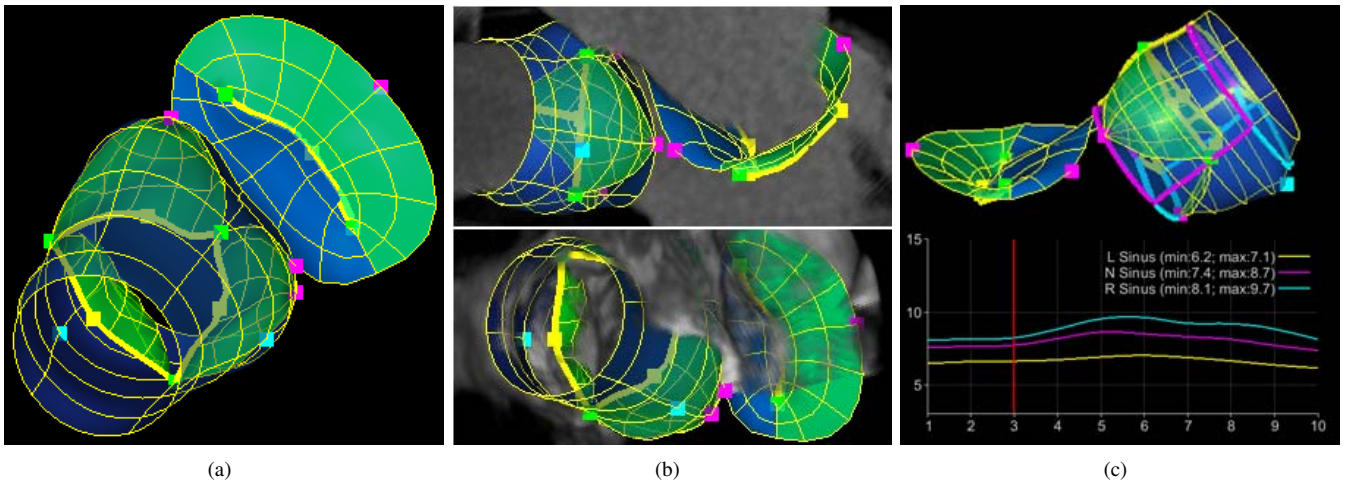 15
L Sinus (min:6.2; max:7.1)
N Sinus (min:7.4; max:8.7)
R Sinus (min:8.1; max:9.7)
10
5
1 2 3 4 5 6 7 8 9 10
(a) (b) (c)